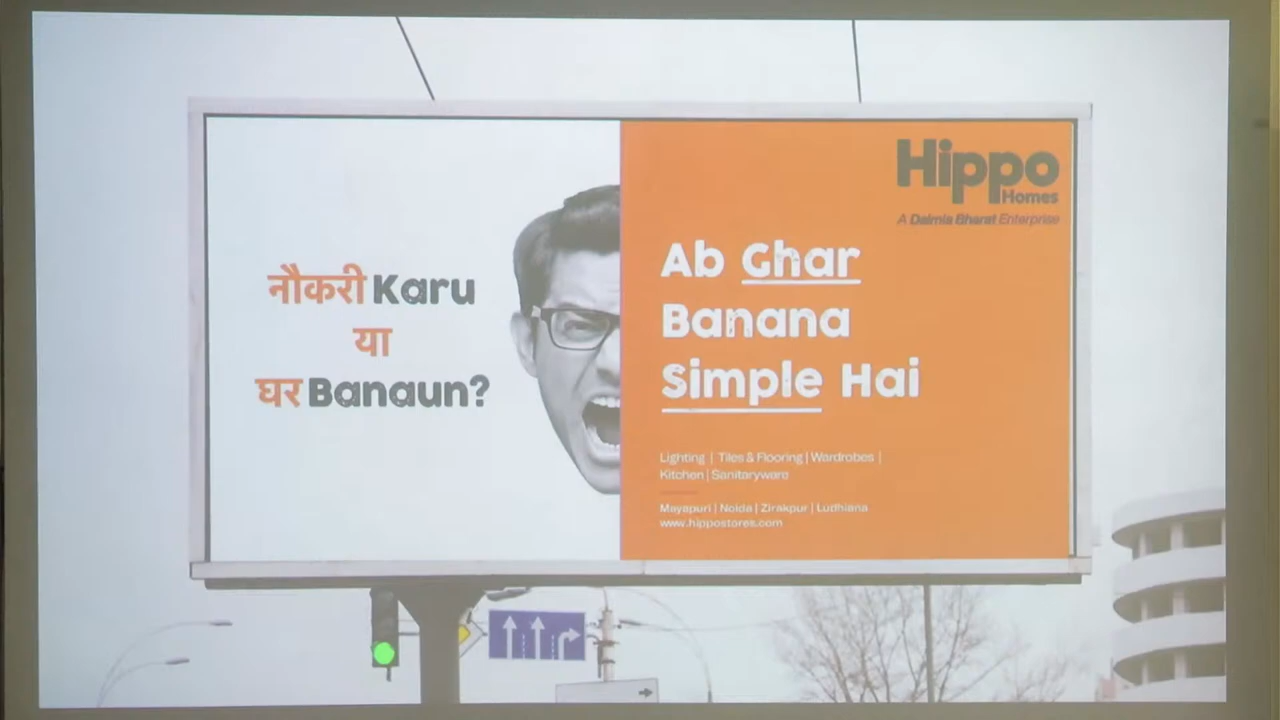 नौकरी Karu
या
घर Banaun?
Hippo
Homes
A Dalmia Bharat Enterprise
Ab Ghar
Banana
Simple Hai
Lighting | Tiles & Flooring | Wardrobes |
Kitchen | Sanitaryware
Mayapuri | Noida | Zirakpur | Ludhiana
www.hippostores.com